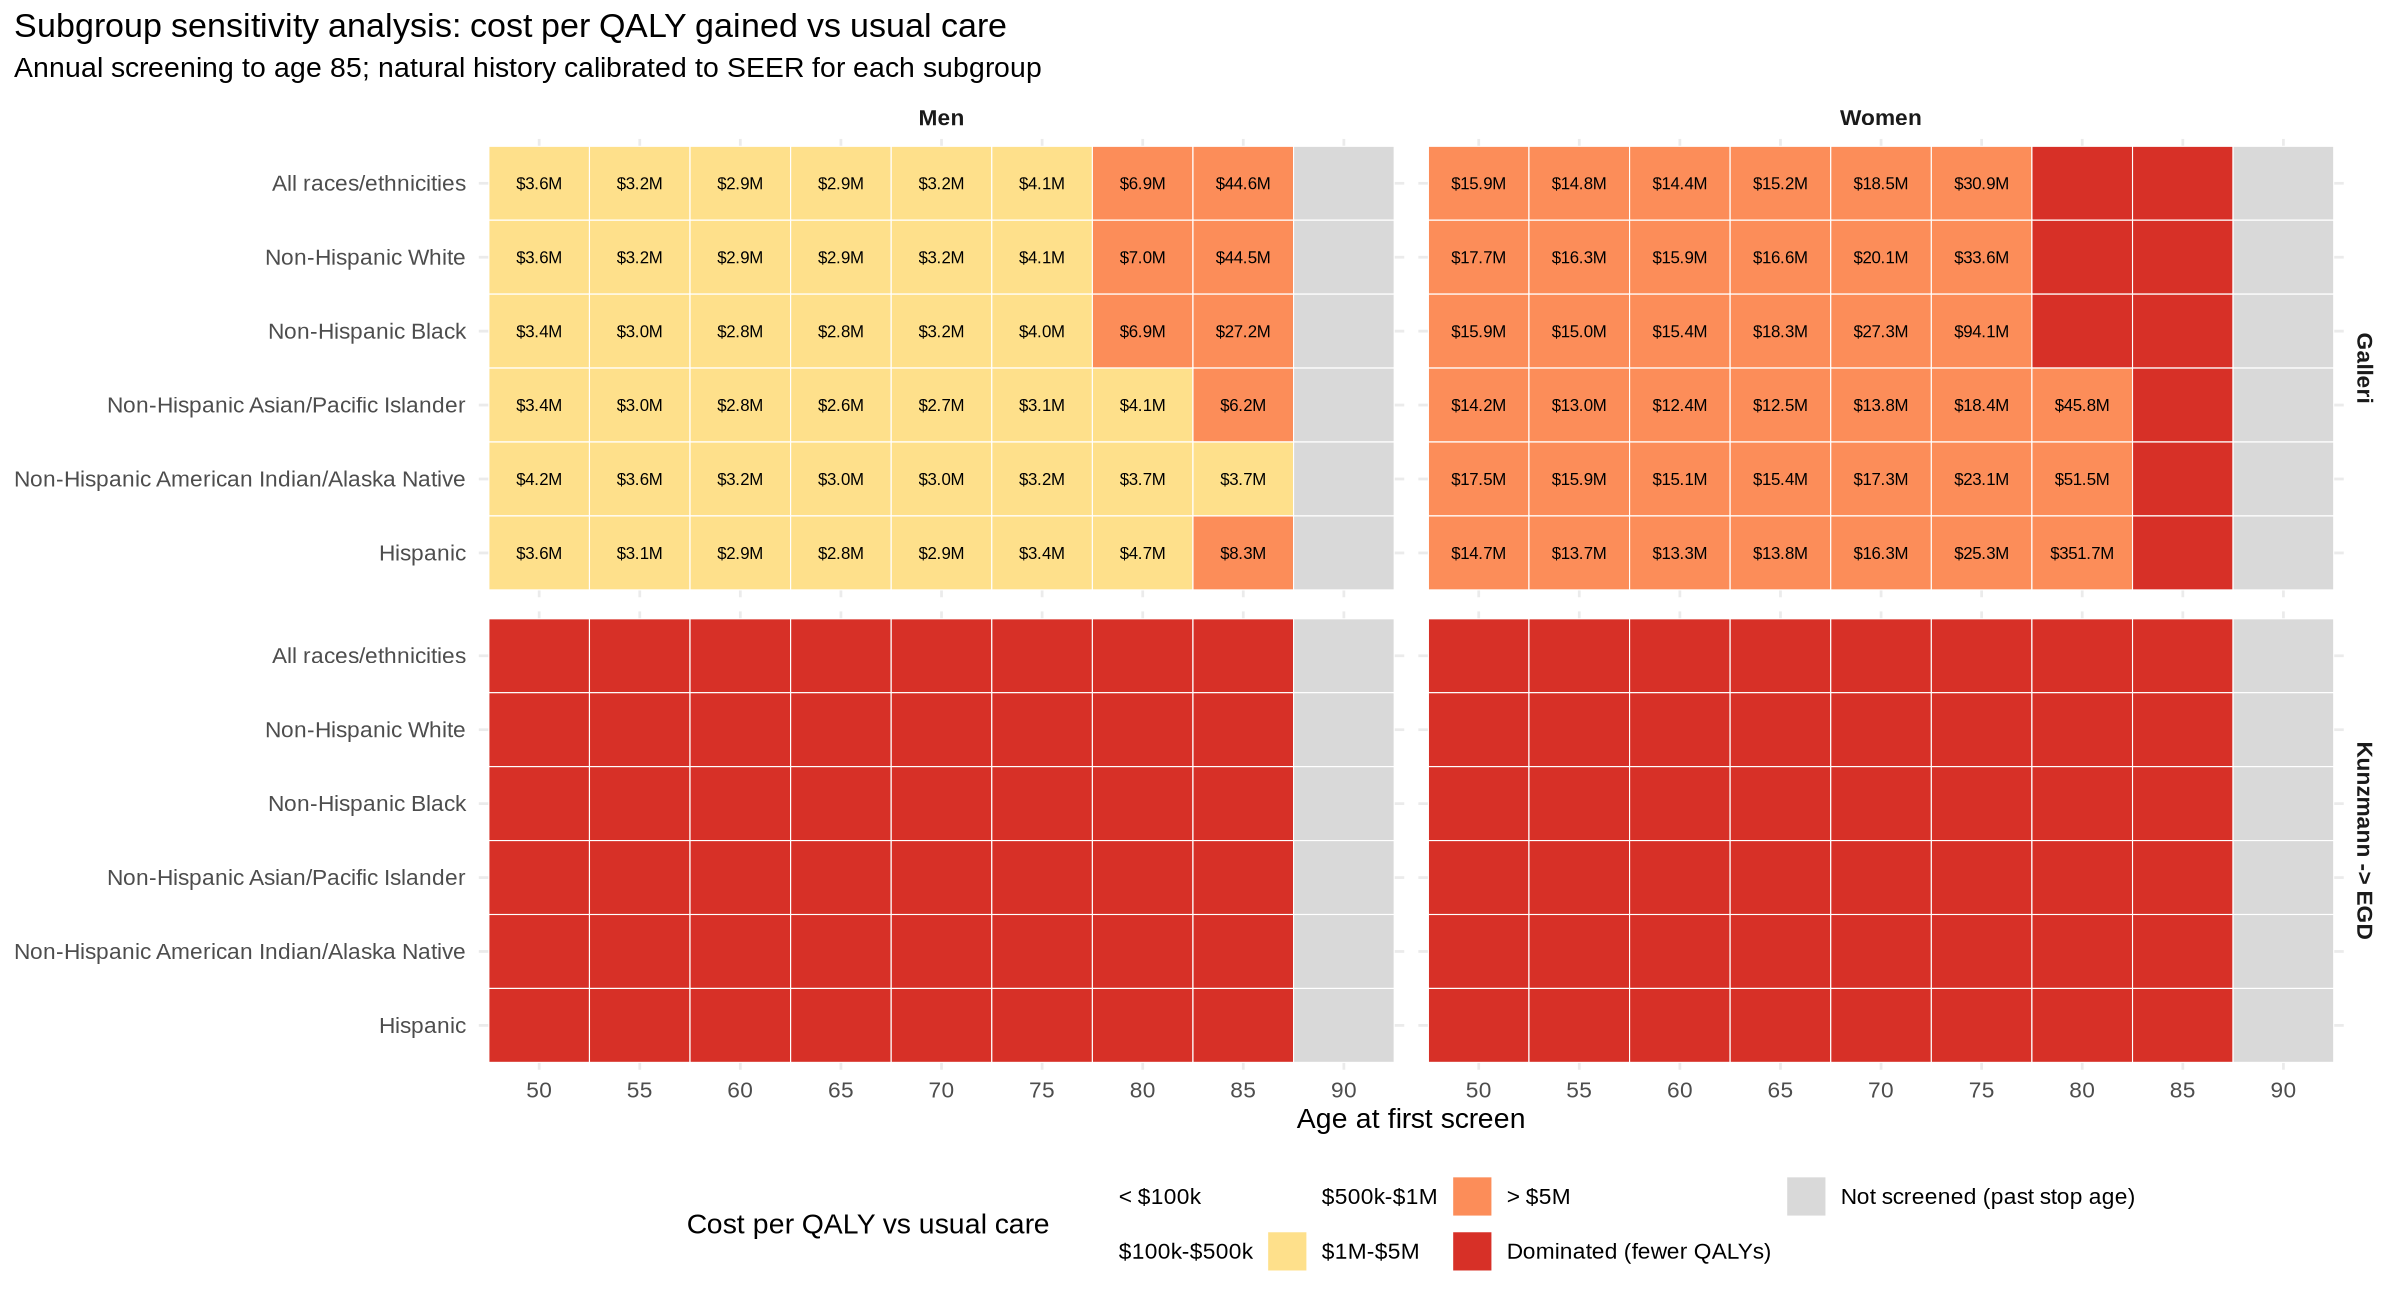 Subgroup sensitivity analysis: cost per QALY gained vs usual care
Annual screening to age 85; natural history calibrated to SEER for each subgroup
Men Women
All races/ethnicities $3.6M $3.2M $2.9M $2.9M $3.2M $4.1M $6.9M $44.6M $15.9M $14.8M $14.4M $15.2M $18.5M $30.9M
Non-Hispanic White $3.6M $3.2M $2.9M $2.9M $3.2M $4.1M $7.0M $44.5M $17.7M $16.3M $15.9M $16.6M $20.1M $33.6M
Non-Hispanic Black $3.4M $3.0M $2.8M $2.8M $3.2M $4.0M $6.9M $27.2M $15.9M $15.0M $15.4M $18.3M $27.3M $94.1M
Non-Hispanic Asian/Pacific Islander $3.4M $3.0M $2.8M $2.6M $2.7M $3.1M $4.1M $6.2M $14.2M $13.0M $12.4M $12.5M $13.8M $18.4M $45.8M
Non-Hispanic American Indian/Alaska Native $4.2M $3.6M $3.2M $3.0M $3.0M $3.2M $3.7M $3.7M $17.5M $15.9M $15.1M $15.4M $17.3M $23.1M $51.5M
Hispanic $3.6M $3.1M $2.9M $2.8M $2.9M $3.4M $4.7M $8.3M $14.7M $13.7M $13.3M $13.8M $16.3M $25.3M $351.7M
Galleri
All races/ethnicities
Non-Hispanic White
Non-Hispanic Black
Non-Hispanic Asian/Pacific Islander
Non-Hispanic American Indian/Alaska Native
Hispanic
Kunzmann -> EGD
50 55 60 65 70 75 80 85 90 50 55 60 65 70 75 80 85 90
Age at first screen
Cost per QALY vs usual care
< $100k $500k-$1M > $5M Not screened (past stop age)
$100k-$500k $1M-$5M Dominated (fewer QALYs)